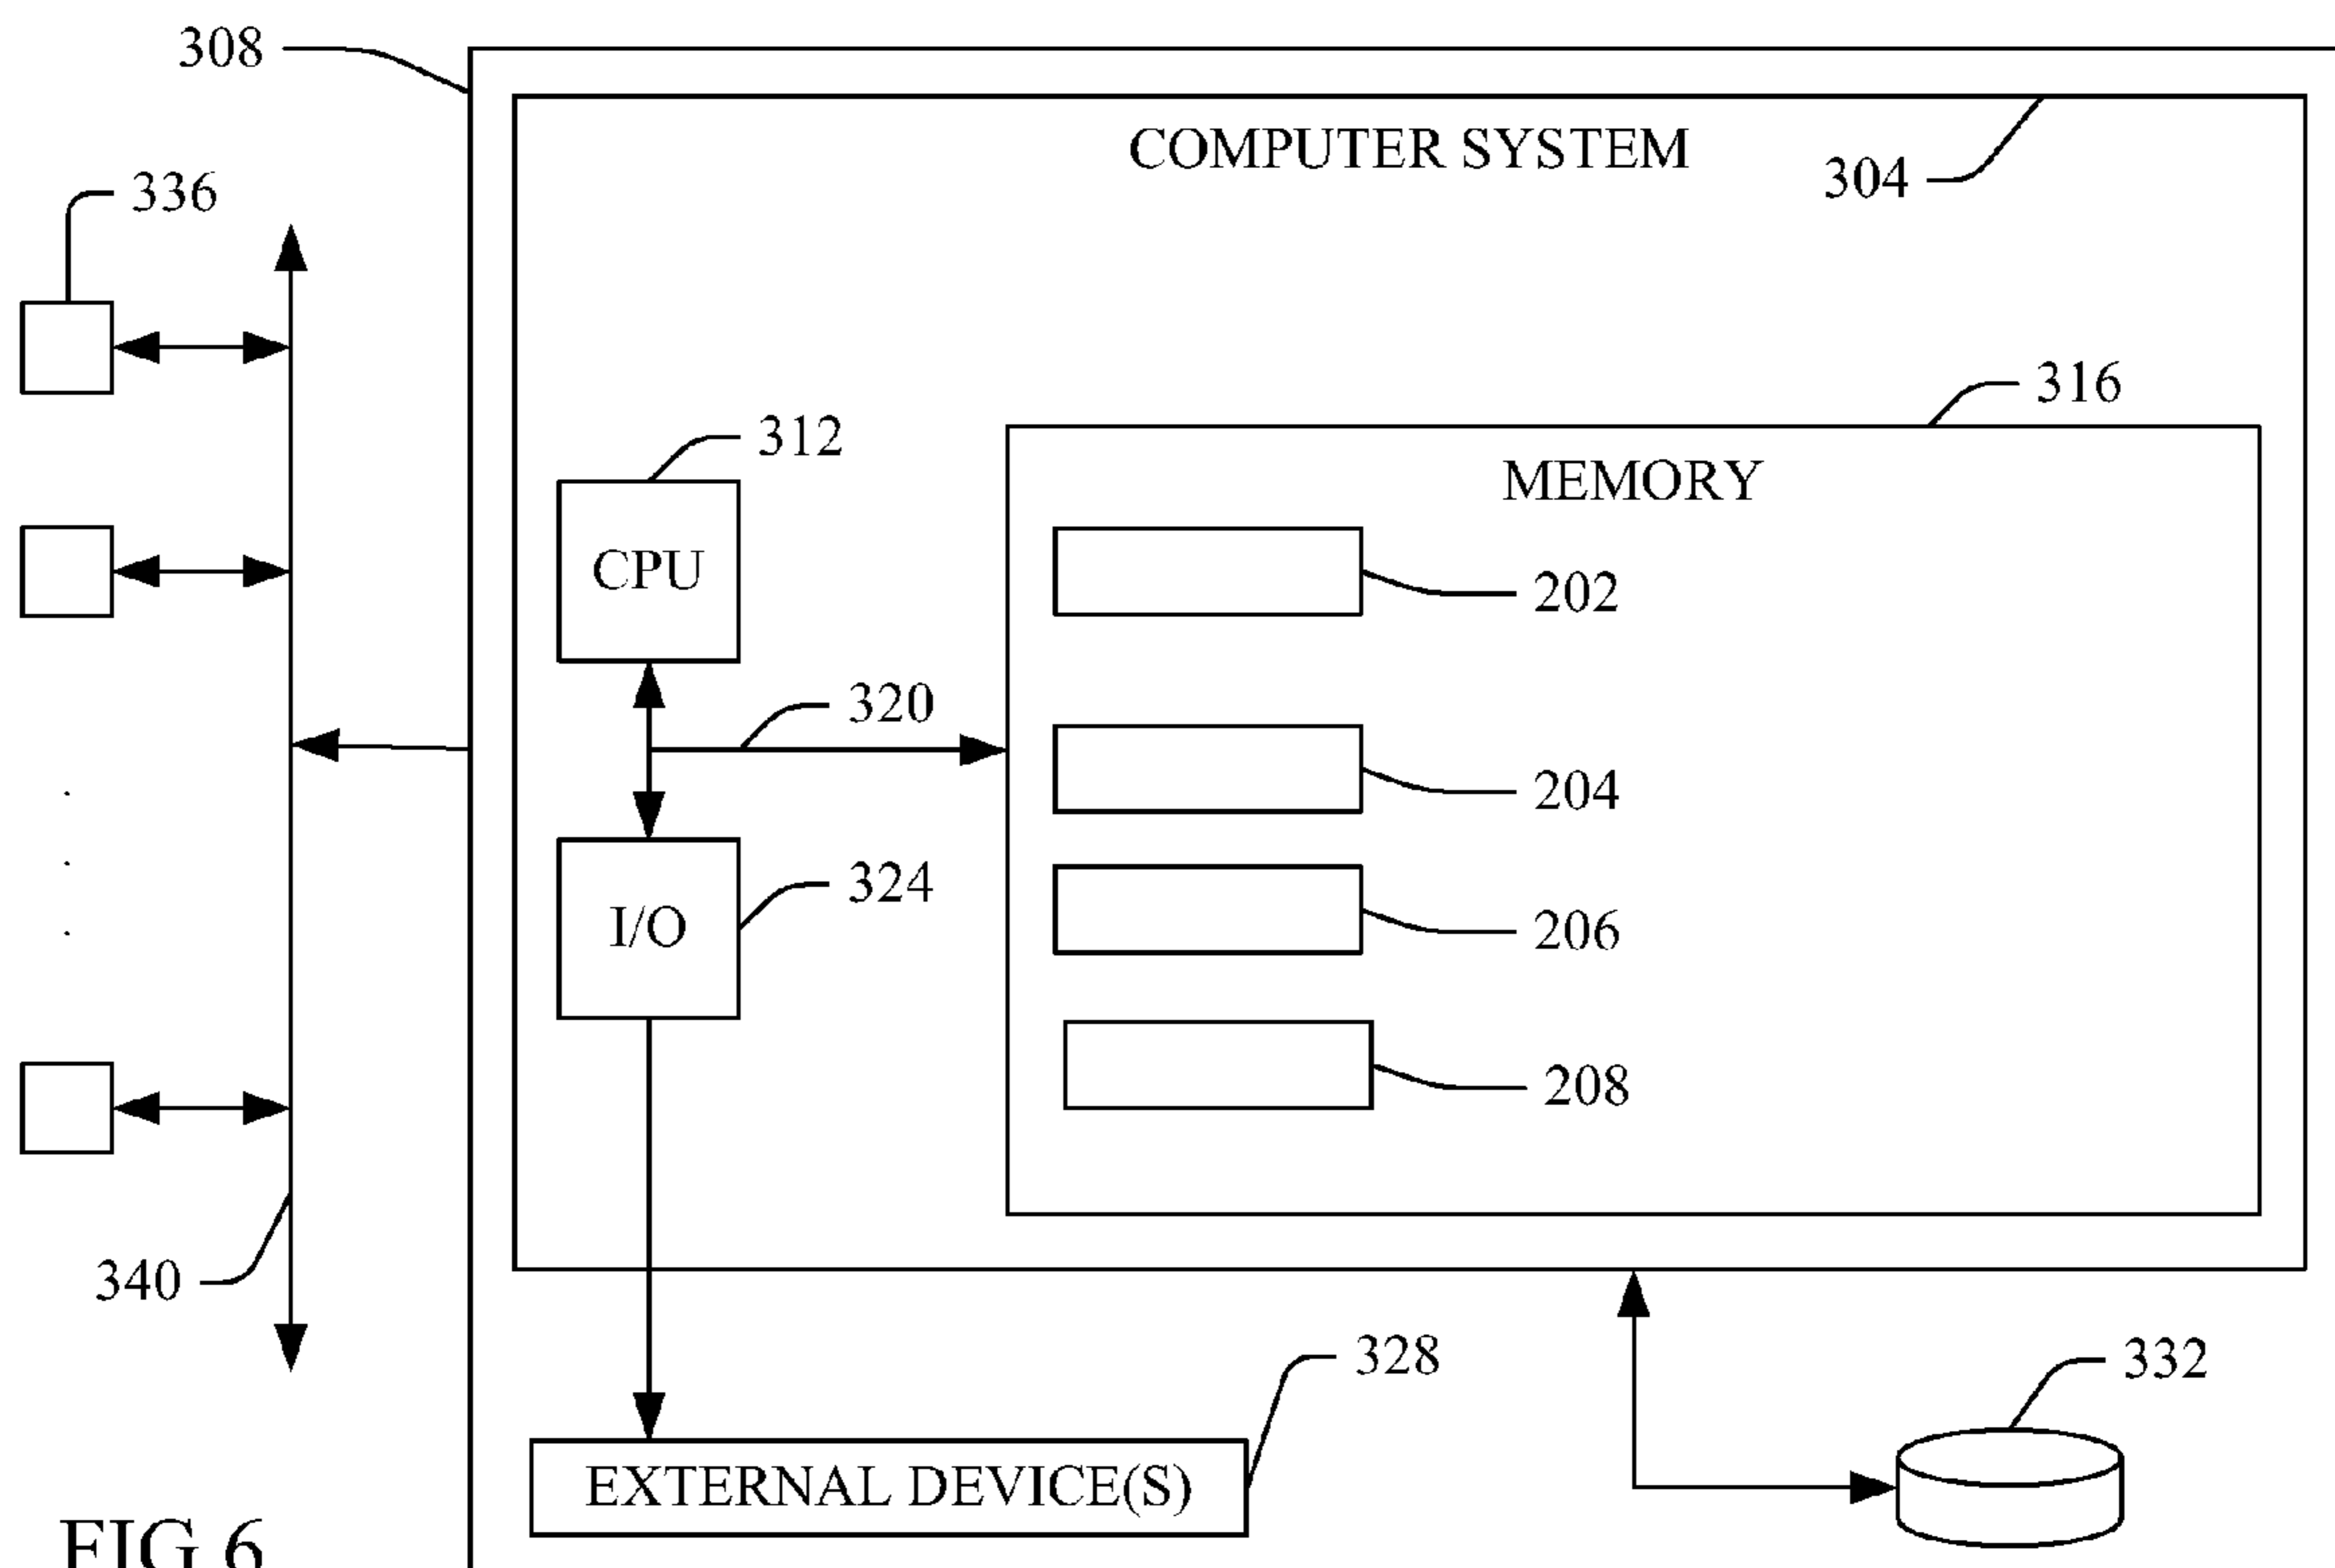 308
COMPUTER SYSTEM
304
336
316
312
MEMORY
CPU
202
320
204
324
I/O
206
208
340
328
332
EXTERNAL DEVICE(S)
FIG 6